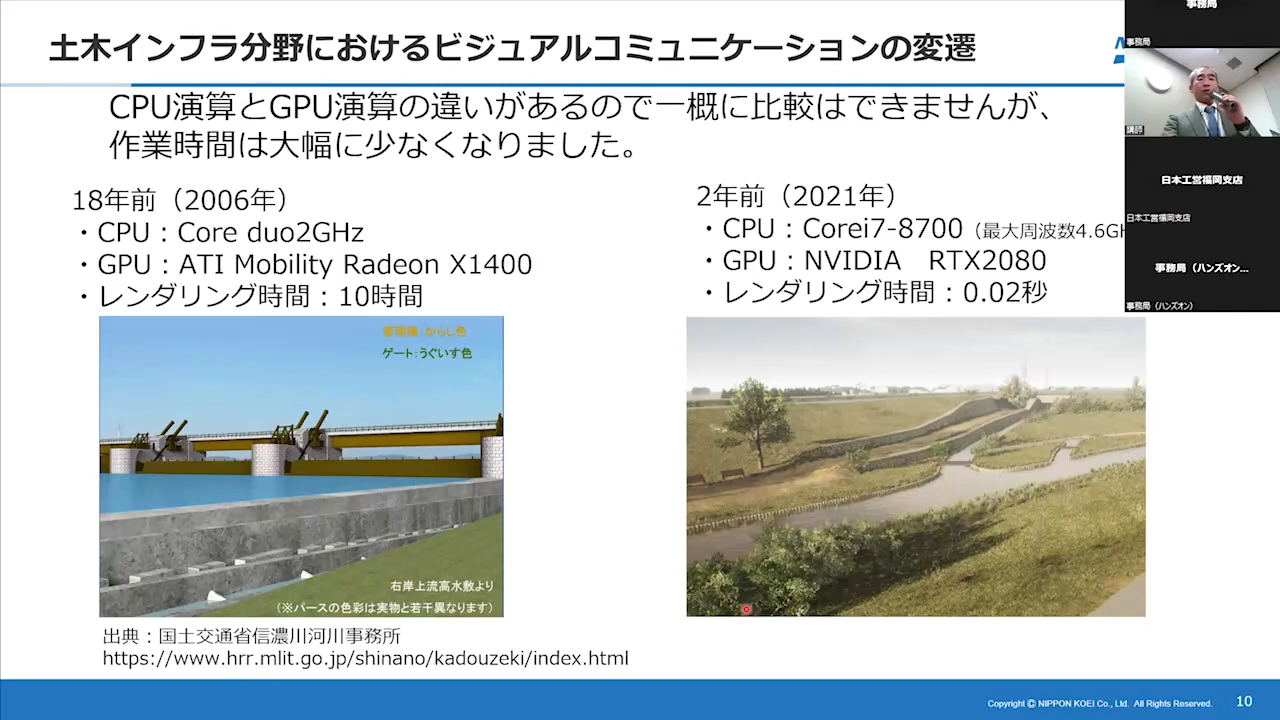 土木インフラ分野におけるビジュアルコミュニケーションの変遷
CPU演算とGPU演算の違いがあるので一概に比較はできませんが、
作業時間は大幅に少なくなりました。
18年前（2006年）
・CPU：Core duo2GHz
・GPU：ATI Mobility Radeon X1400
・レンダリング時間：10時間
2年前（2021年）
・CPU：Corei7-8700（最大周波数4.6GH
・GPU：NVIDIA　RTX2080
・レンダリング時間：0.02秒
管理橋：からし色
ゲート：うぐいす色
右岸上流高水敷より
（※パースの色彩は実物と若干異なります）
出典：国土交通省信濃川河川事務所
https://www.hrr.mlit.go.jp/shinano/kadouzeki/index.html
事務局
事務局
講師
日本工営福岡支店
日本工営福岡支店
事務局（ハンズオン...
事務局（ハンズオン）
Copyright © NIPPON KOEI Co., Ltd. All Rights Reserved.
10